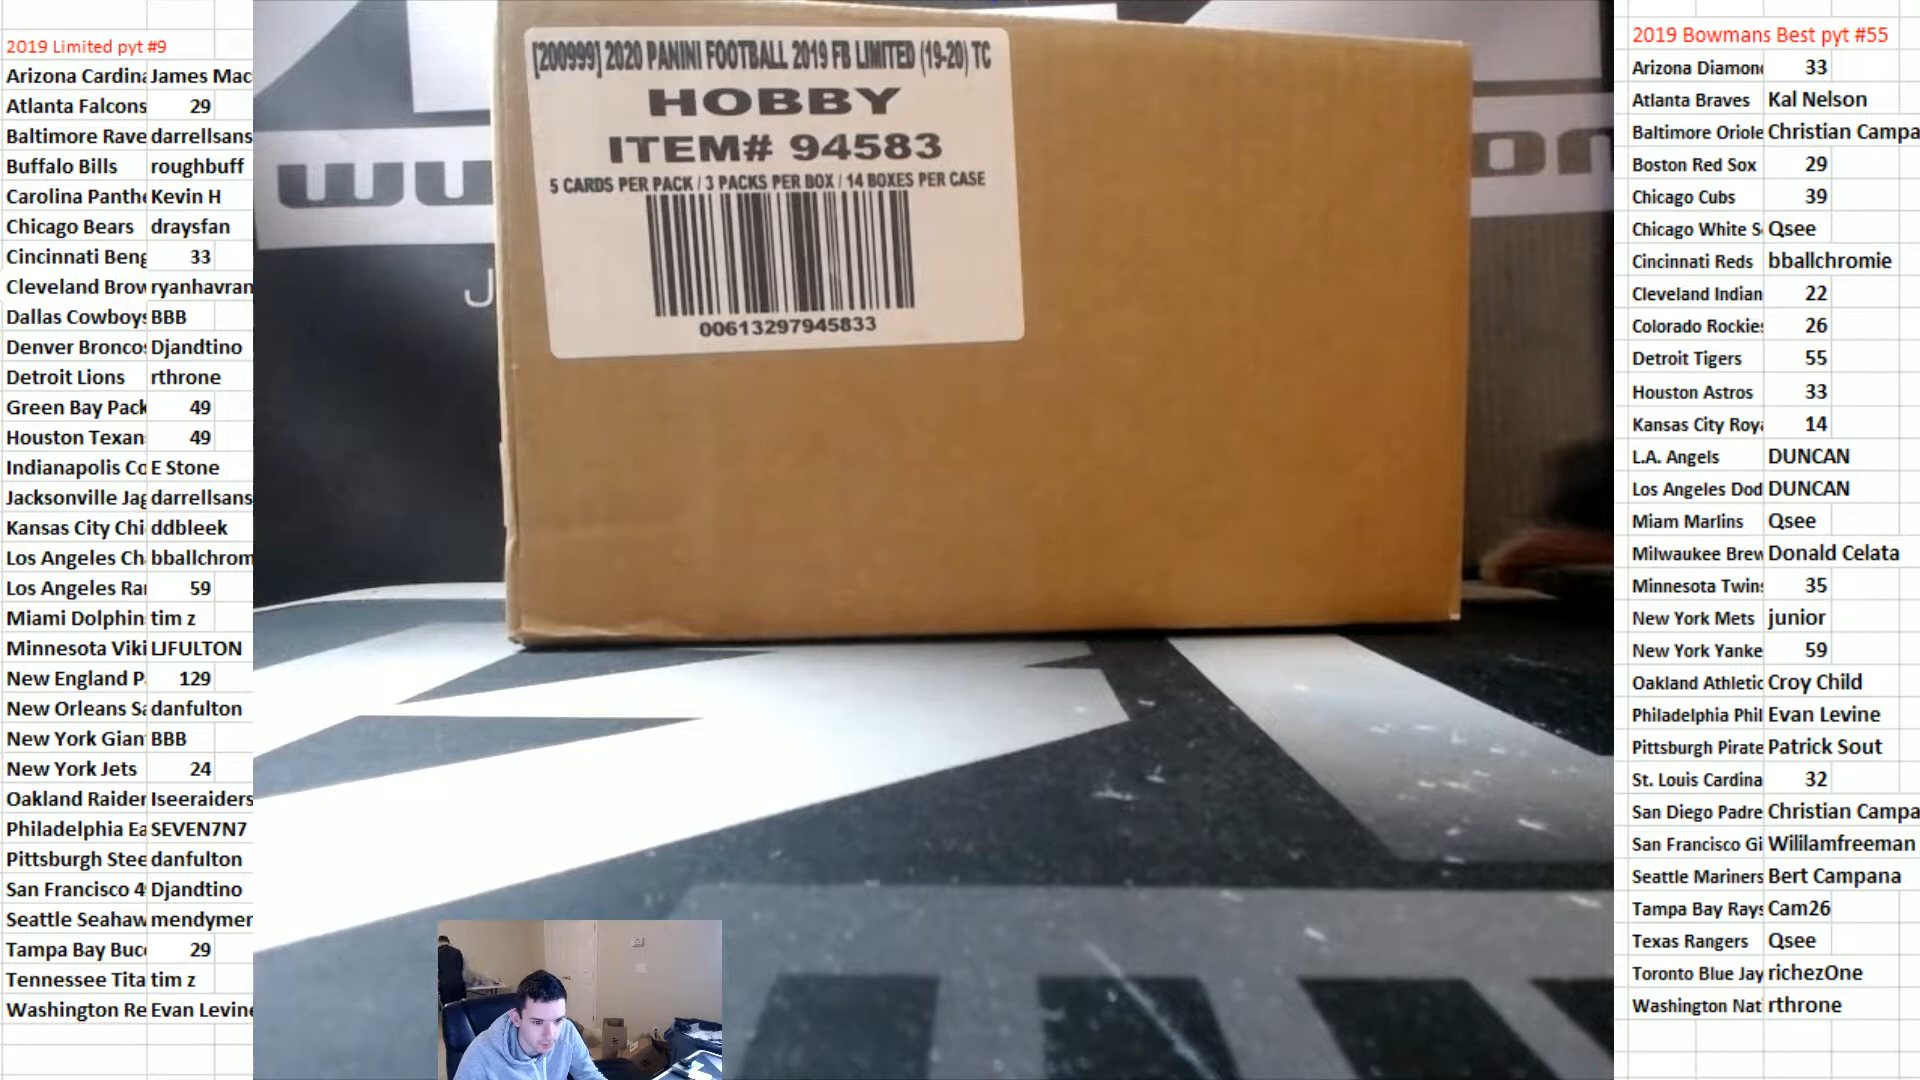 2019 Limited pyt #9
Arizona Cardina James Mac
Atlanta Falcons 29
Baltimore Rave darrellsans
Buffalo Bills roughbuff
Carolina Panthe Kevin H
Chicago Bears draysfan
Cincinnati Beng 33
Cleveland Brow ryanhavran
Dallas Cowboys BBB
Denver Broncos Djandtino
Detroit Lions rthrone
Green Bay Pack 49
Houston Texan 49
Indianapolis Co E Stone
Jacksonville Jag darrellsans
Kansas City Chi ddbleek
Los Angeles Ch bballchrom
Los Angeles Ra 59
Miami Dolphin tim z
Minnesota Viki LJFULTON
New England P 129
New Orleans Sa danfulton
New York Gian BBB
New York Jets 24
Oakland Raider Iseeraiders
Philadelphia Ea SEVEN7N7
Pittsburgh Stee danfulton
San Francisco 4 Djandtino
Seattle Seahaw mendymer
Tampa Bay Buc 29
Tennessee Tita tim z
Washington Re Evan Levine
[200999] 2020 PANINI FOOTBALL 2019 FB LIMITED (19-20) TC
HOBBY
ITEM# 94583
5 CARDS PER PACK / 3 PACKS PER BOX / 14 BOXES PER CASE
00613297945833
2019 Bowmans Best pyt #55
Arizona Diamon 33
Atlanta Braves Kal Nelson
Baltimore Oriole Christian Campa
Boston Red Sox 29
Chicago Cubs 39
Chicago White S Qsee
Cincinnati Reds bballchromie
Cleveland Indian 22
Colorado Rockies 26
Detroit Tigers 55
Houston Astros 33
Kansas City Roya 14
L.A. Angels DUNCAN
Los Angeles Dod DUNCAN
Miam Marlins Qsee
Milwaukee Brew Donald Celata
Minnesota Twins 35
New York Mets junior
New York Yanke 59
Oakland Athletic Croy Child
Philadelphia Phil Evan Levine
Pittsburgh Pirate Patrick Sout
St. Louis Cardina 32
San Diego Padre Christian Campa
San Francisco Gi Wililamfreeman
Seattle Mariners Bert Campana
Tampa Bay Rays Cam26
Texas Rangers Qsee
Toronto Blue Jay richezOne
Washington Nat rthrone